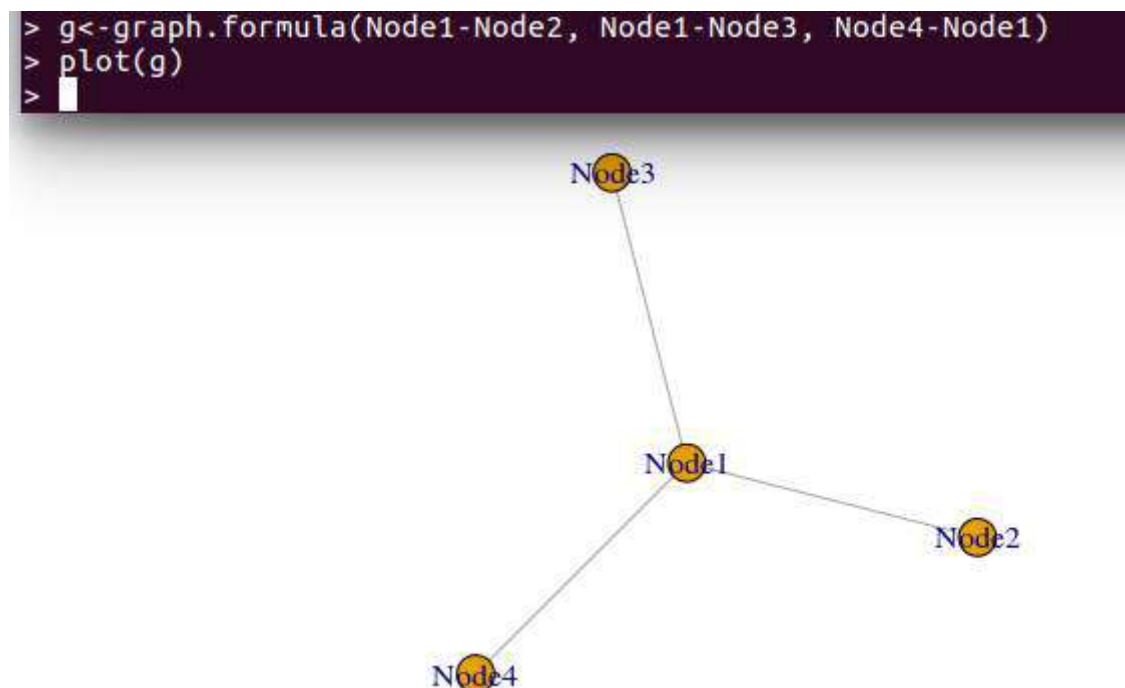 > g<-graph.formula(Node1-Node2, Node1-Node3, Node4-Node1)
> plot(g)
>
Node3
Node1
Node2
Node4